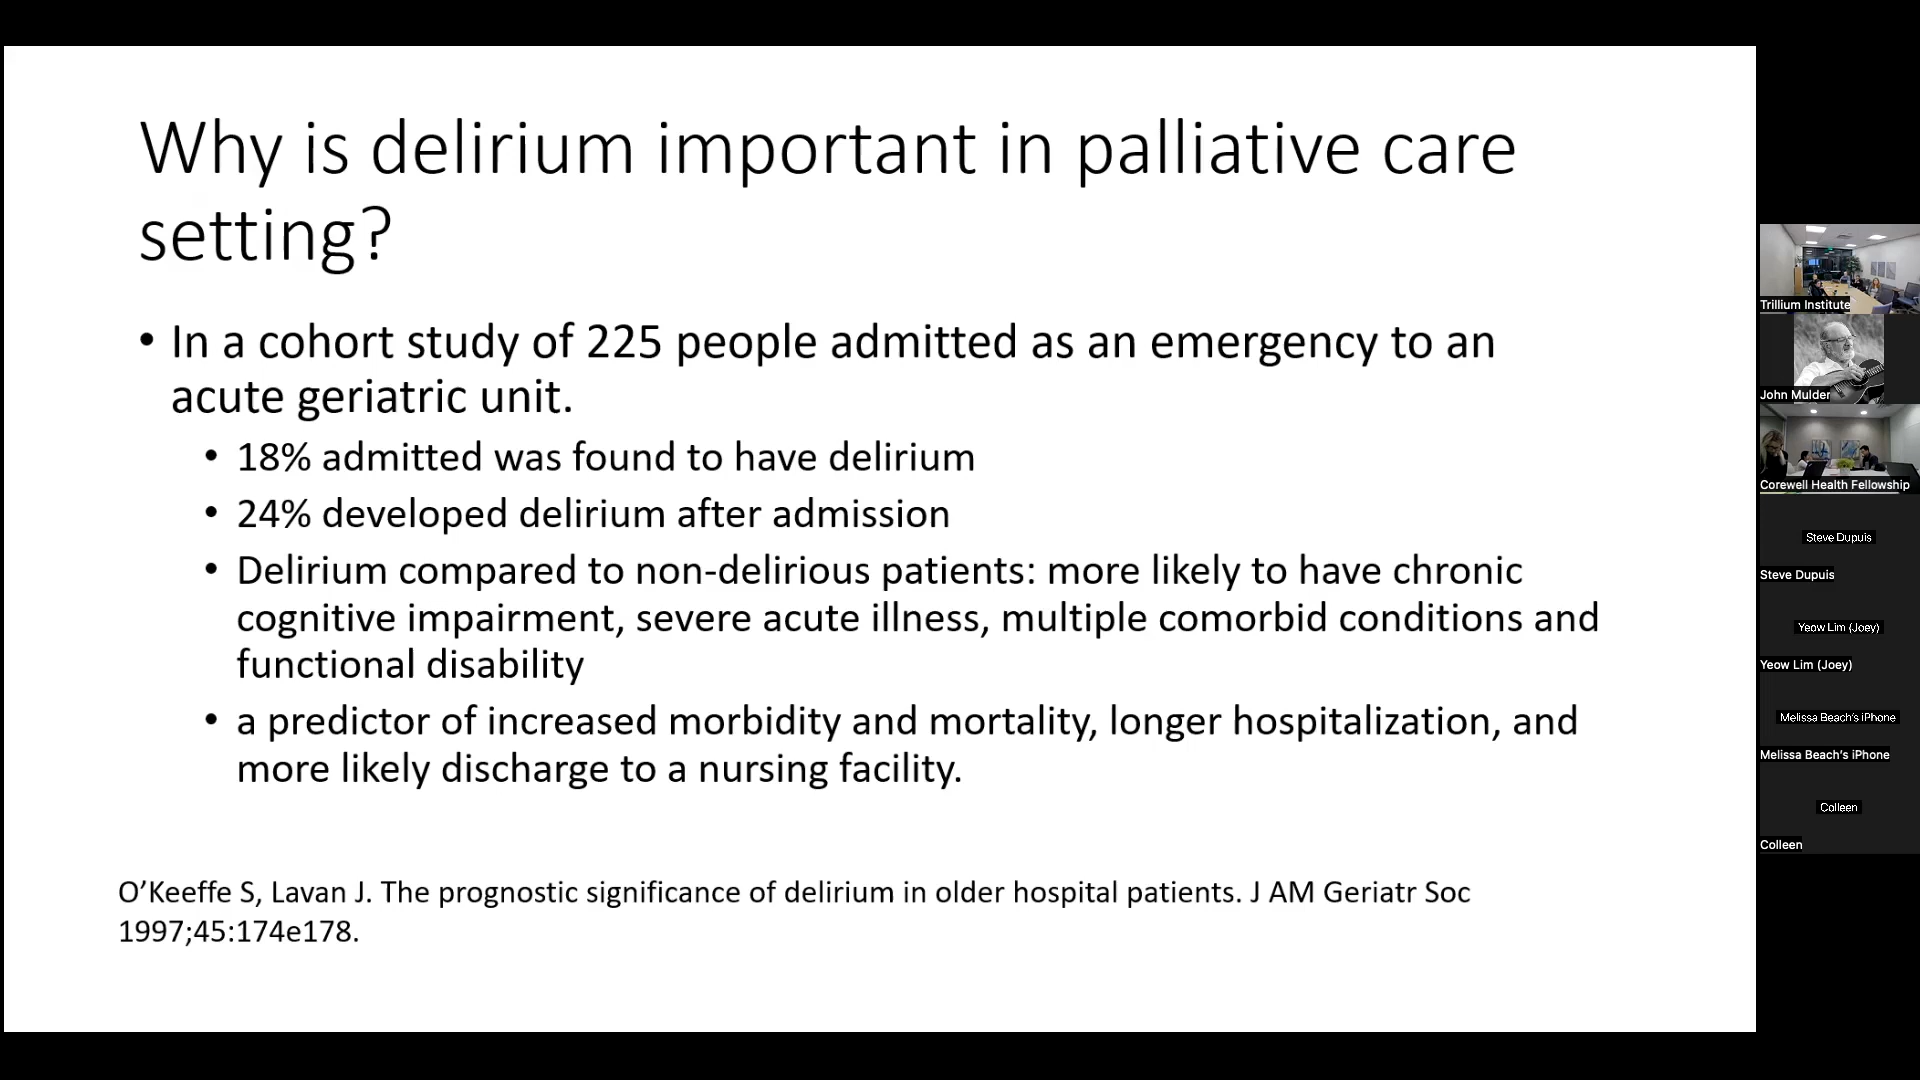 Why is delirium important in palliative care
setting?
• In a cohort study of 225 people admitted as an emergency to an
acute geriatric unit.
• 18% admitted was found to have delirium
• 24% developed delirium after admission
• Delirium compared to non-delirious patients: more likely to have chronic
cognitive impairment, severe acute illness, multiple comorbid conditions and
functional disability
• a predictor of increased morbidity and mortality, longer hospitalization, and
more likely discharge to a nursing facility.
O’Keeffe S, Lavan J. The prognostic significance of delirium in older hospital patients. J AM Geriatr Soc
1997;45:174e178.
Trillium Institute
John Mulder
Corewell Health Fellowship
Steve Dupuis
Steve Dupuis
Yeow Lim (Joey)
Yeow Lim (Joey)
Melissa Beach's iPhone
Melissa Beach's iPhone
Colleen
Colleen